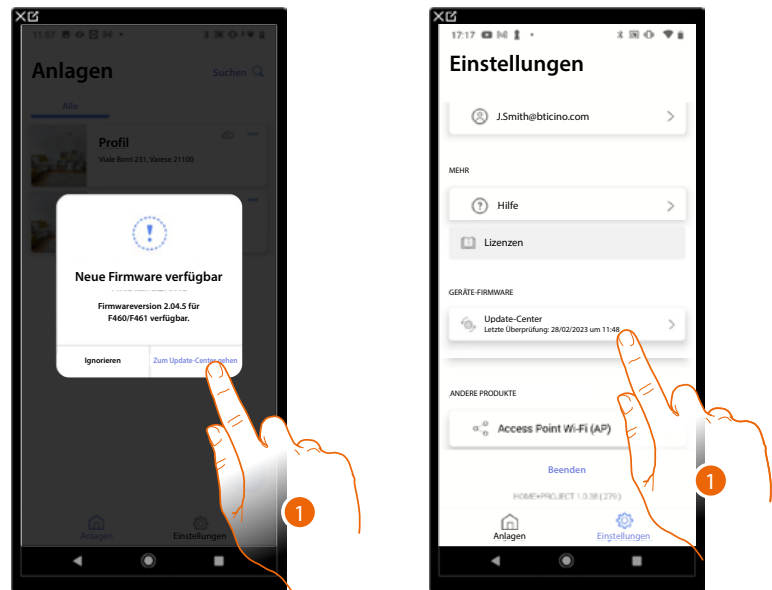 11:57
Anlagen
Suchen
Alle
Profil
Viale Borri 231, Varese 21100
Neue Firmware verfügbar
Firmwareversion 2.04.5 für
F460/F461 verfügbar.
Ignorieren
Zum Update-Center gehen
1
Anlagen
Einstellungen
17:17
Einstellungen
J.Smith@bticino.com
MEHR
Hilfe
Lizenzen
GERÄTE-FIRMWARE
Update-Center
Letzte Überprüfung: 28/02/2023 um 11:48
ANDERE PRODUKTE
Access Point Wi-Fi (AP)
Beenden
HOME+PROJECT 1.0.38 ( 279 )
1
Anlagen
Einstellungen